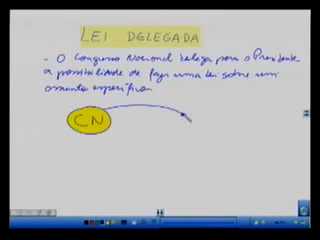 LEI DELEGADA
- O Congresso Nacional delega para o Presidente
a possibilidade de fazer uma lei sobre um
assunto específico
CN